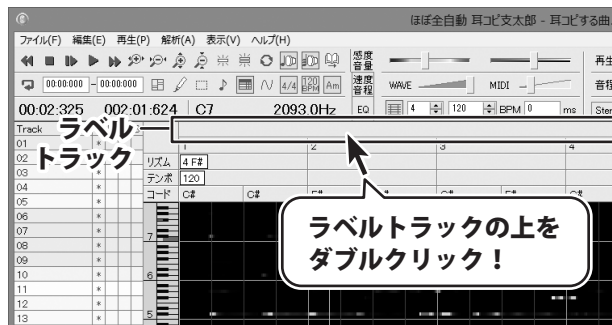 ほぼ全自動 耳コピ支太郎 - 耳コピする曲
ファイル(F) 編集(E) 再生(P) 解析(A) 表示(V) ヘルプ(H)
感度
音量
再生
00:00:000 - 00:00:000
4/4 120 BPM Am
速度
音程
WAVE MIDI
音程
00:02:325 002:01:624 C7 2093.0Hz
EQ 4 120 BPM 0 ms Ster
Track
ラベル
トラック
1 2 3 4
リズム 4 F#
テンポ 120
コード C# C# F# C# F# C#
01
02
03 *
04 *
05 *
06 *
07 *
08 *
09 *
10 *
11 *
12 *
13 *
7
6
5
ラベルトラックの上を
ダブルクリック！